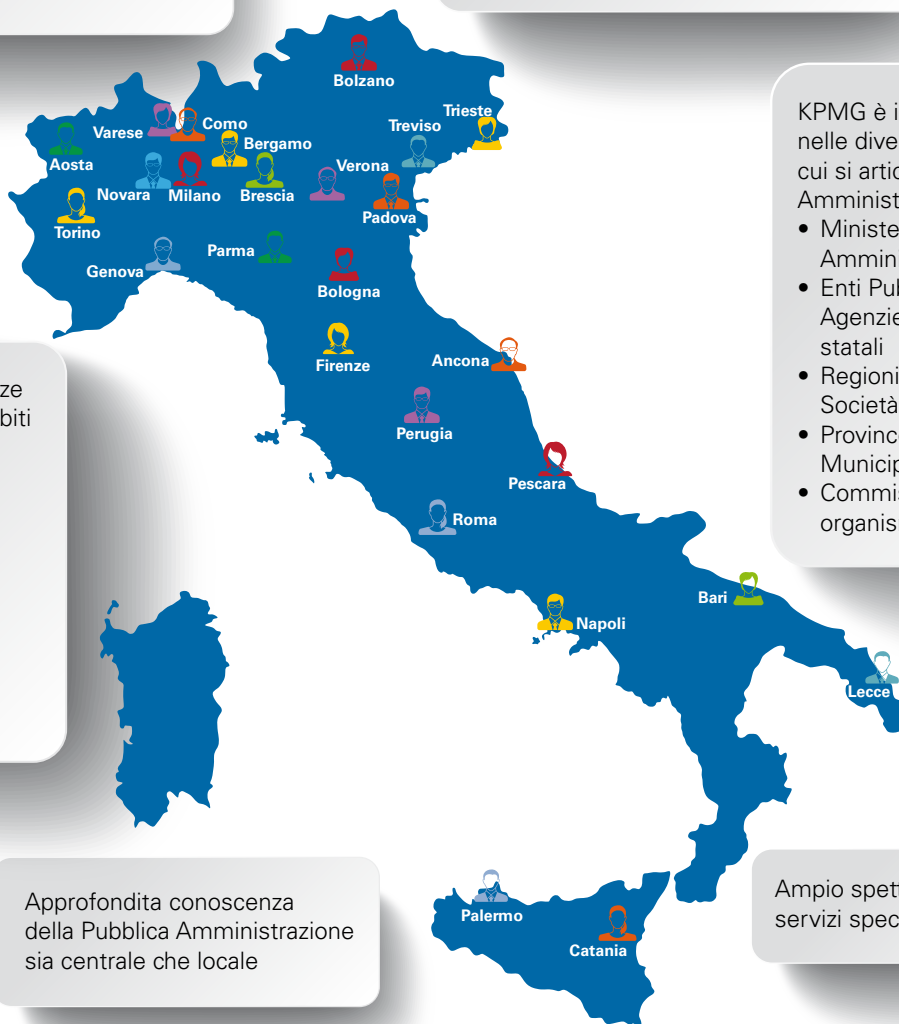 Bolzano
Trieste
Treviso
Varese
Como
Bergamo
Aosta
Verona
Novara
Milano
Brescia
Padova
Torino
Parma
Genova
Bologna
Firenze
Ancona
Perugia
Pescara
Roma
Bari
Napoli
Lecce
Palermo
Catania
KPMG è i
nelle dive
cui si artic
Amminist
• Ministe
Ammin
• Enti Pub
Agenzie
statali
• Regioni
Società
• Provinc
Municip
• Commis
organis
ze
biti
Approfondita conoscenza
della Pubblica Amministrazione
sia centrale che locale
Ampio spett
servizi spec